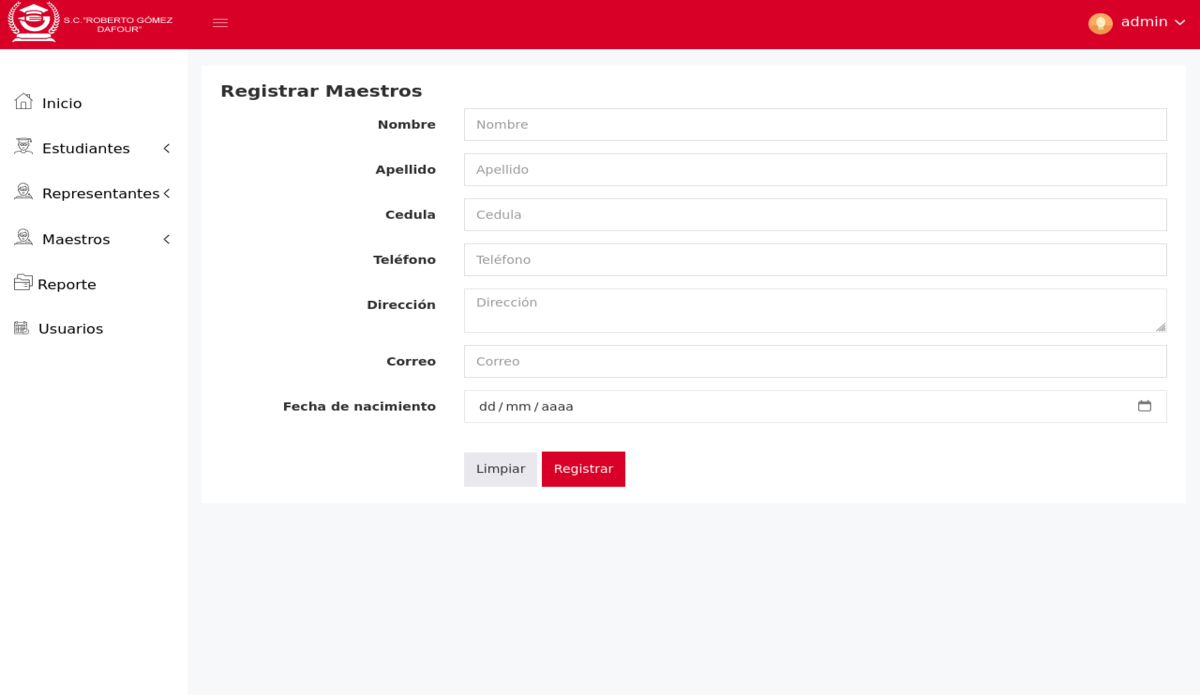 S.C."ROBERTO GÓMEZ
DAFOUR"
admin
Inicio
Estudiantes
Representantes
Maestros
Reporte
Usuarios
Registrar Maestros
Nombre Nombre
Apellido Apellido
Cedula Cedula
Teléfono Teléfono
Dirección Dirección
Correo Correo
Fecha de nacimiento dd/mm/aaaa
Limpiar Registrar